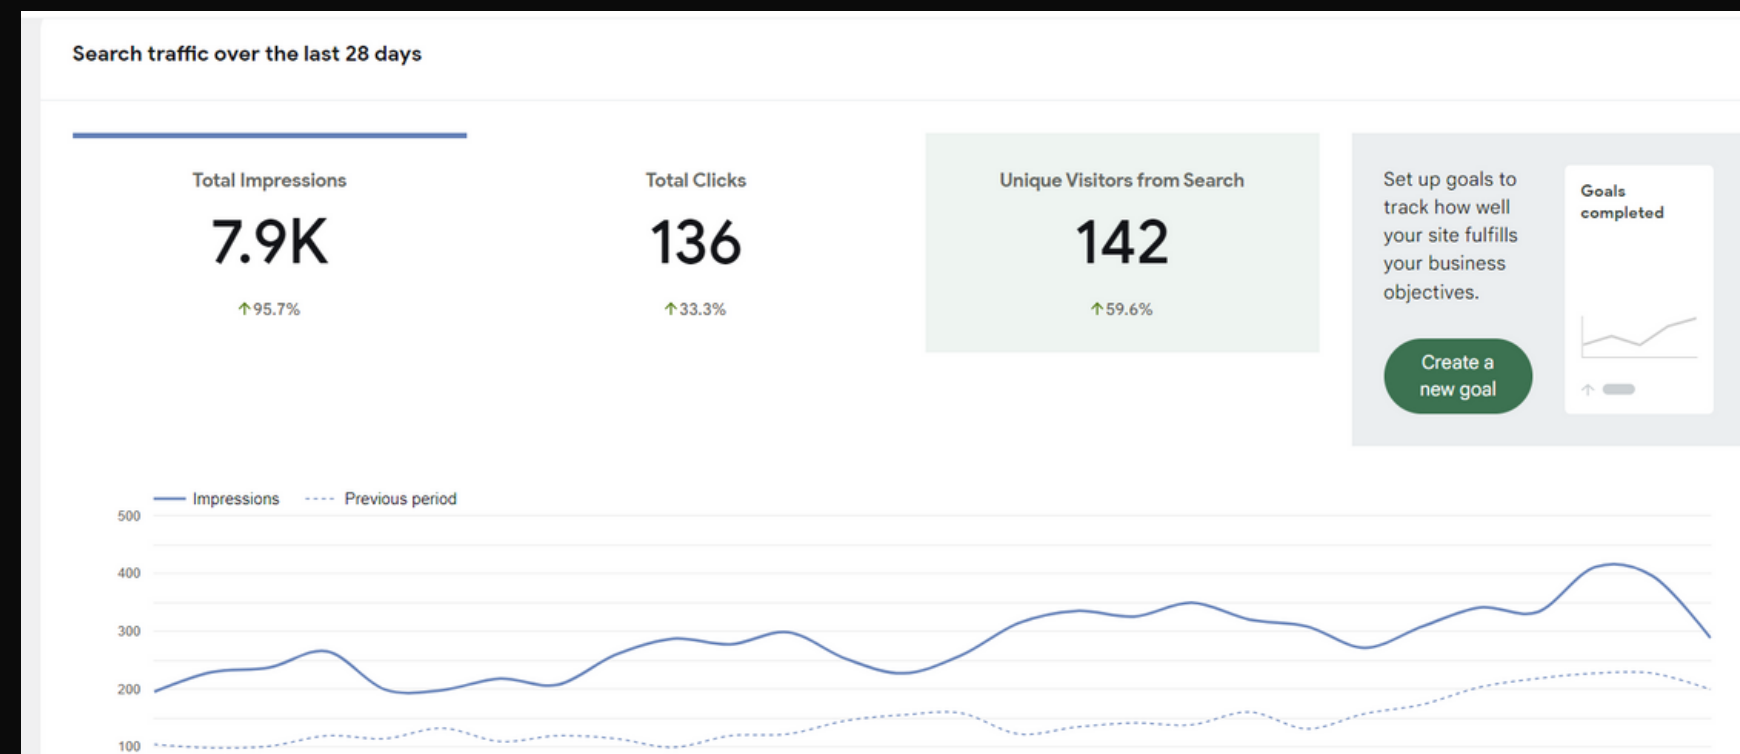 Search traffic over the last 28 days
Total Impressions
7.9K
↑95.7%
Total Clicks
136
↑33.3%
Unique Visitors from Search
142
↑59.6%
Set up goals to
track how well
your site fulfills
your business
objectives.
Create a
new goal
Goals
completed
Impressions
Previous period
500
400
300
200
100